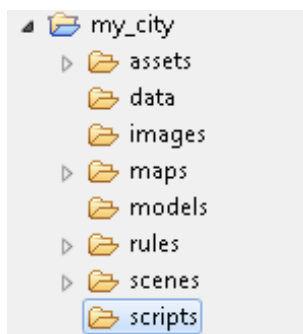 my_city
assets
data
images
maps
models
rules
scenes
scripts